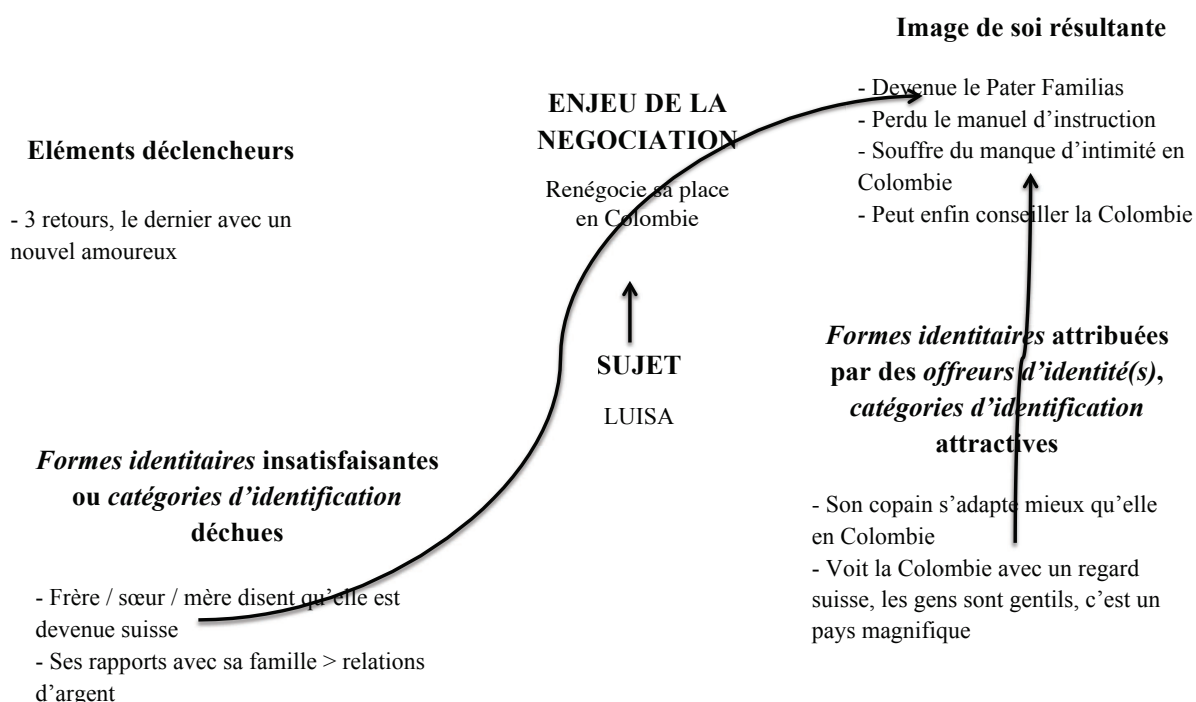 Image de soi résultante
- Devenue le Pater Familias
- Perdu le manuel d'instruction
- Souffre du manque d'intimité en
Colombie
- Peut enfin conseiller la Colombie
ENJEU DE LA
NEGOCIATION
Renégocie sa place
en Colombie
Eléments déclencheurs
- 3 retours, le dernier avec un
nouvel amoureux
SUJET
LUISA
Formes identitaires attribuées
par des offreurs d'identité(s),
catégories d'identification
attractives
- Son copain s'adapte mieux qu'elle
en Colombie
- Voit la Colombie avec un regard
suisse, les gens sont gentils, c'est un
pays magnifique
Formes identitaires insatisfaisantes
ou catégories d'identification
déchues
- Frère / sœur / mère disent qu'elle est
devenue suisse
- Ses rapports avec sa famille > relations
d'argent